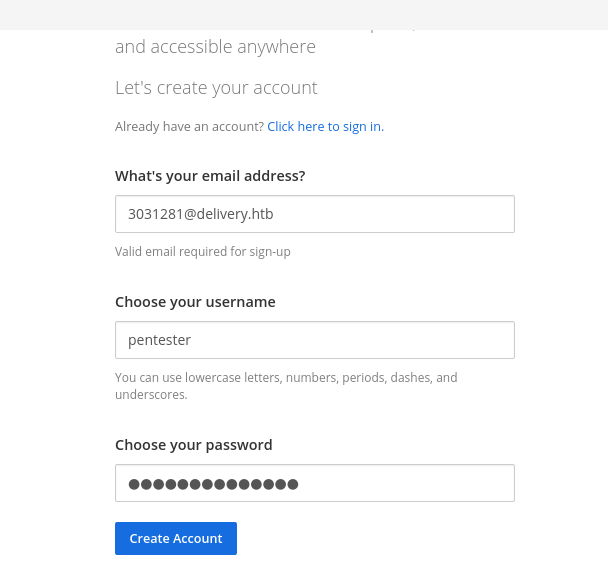 and accessible anywhere
Let's create your account
Already have an account? Click here to sign in.
What's your email address?
3031281@delivery.htb
Valid email required for sign-up
Choose your username
pentester
You can use lowercase letters, numbers, periods, dashes, and
underscores.
Choose your password
●●●●●●●●●●●●●●
Create Account